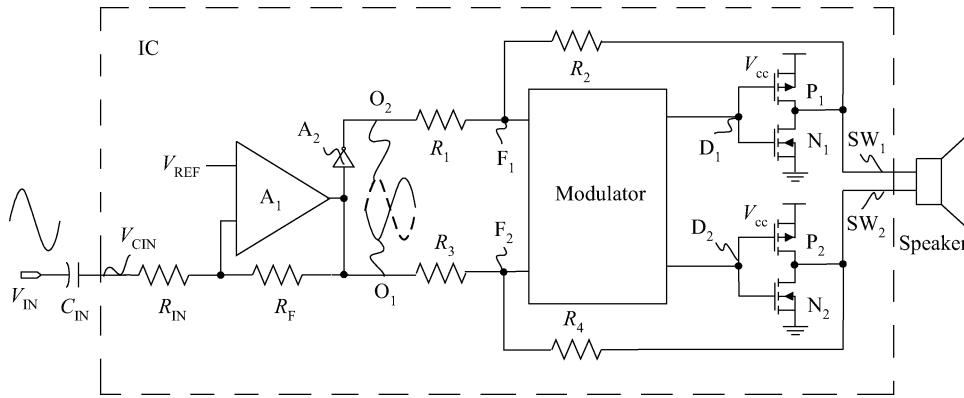 IC
V_cc
R_2
P_1
O_2
A_2
R_1
F_1
D_1
N_1
SW_1
V_REF
A_1
Modulator
V_CIN
R_3
F_2
D_2
V_cc
P_2
SW_2
Speaker
V_IN
C_IN
R_IN
R_F
O_1
R_4
N_2